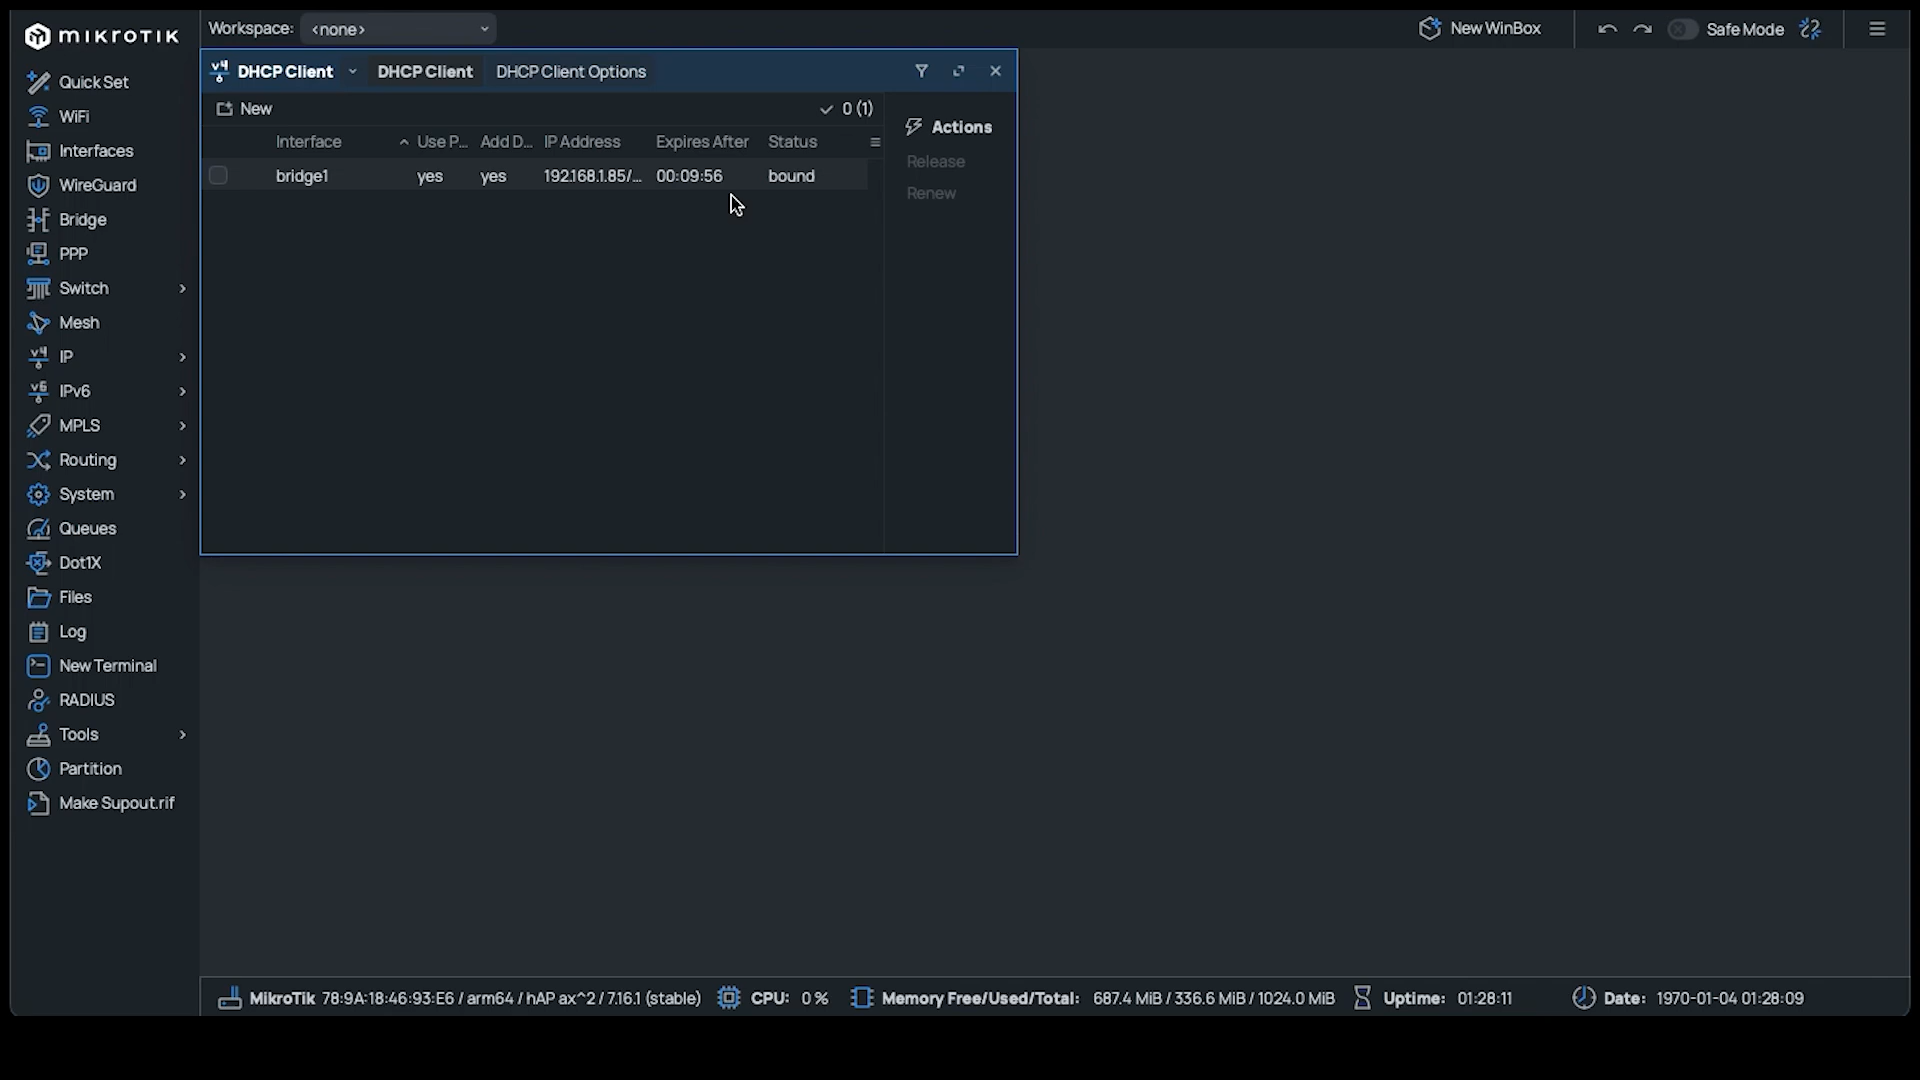 MikroTik
Workspace: <none>
New WinBox
Safe Mode
Quick Set
WiFi
Interfaces
WireGuard
Bridge
PPP
Switch
Mesh
IP
IPv6
MPLS
Routing
System
Queues
Dot1X
Files
Log
New Terminal
RADIUS
Tools
Partition
Make Supout.rif
DHCP Client DHCP Client DHCP Client Options
New 0 (1)
Interface Use P... Add D... IP Address Expires After Status
bridge1 yes yes 192.168.1.85/... 00:09:56 bound
Actions
Release
Renew
MikroTik 78:9A:18:46:93:E6 / arm64 / hAP ax^2 / 7.16.1 (stable) CPU: 0 % Memory Free/Used/Total: 687.4 MiB / 336.6 MiB / 1024.0 MiB Uptime: 01:28:11 Date: 1970-01-04 01:28:09